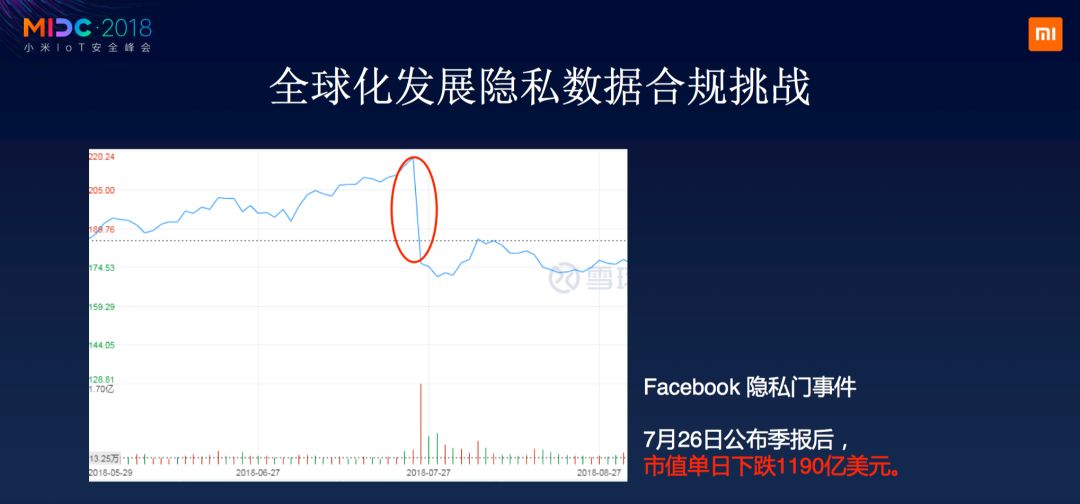 MIDC·2018
小米IoT安全峰会
mi
全球化发展隐私数据合规挑战
220.24
205.00
189.76
174.53
159.29
144.05
128.81
1.70亿
13.25万
2018-05-29
2018-06-27
2018-07-27
2018-08-27
雪球
Facebook 隐私门事件
7月26日公布季报后，
市值单日下跌1190亿美元。